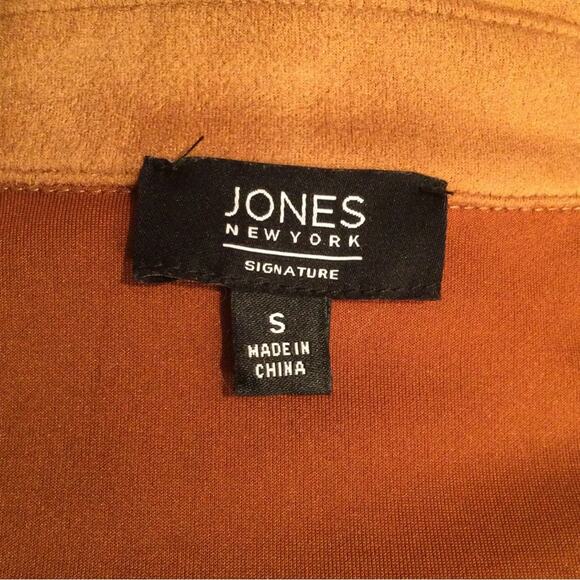 JONES
NEW YORK
SIGNATURE
S
MADE IN
CHINA